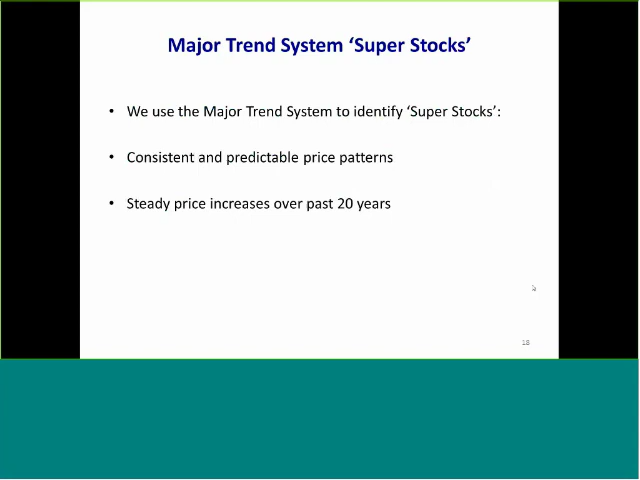 Major Trend System ‘Super Stocks’
• We use the Major Trend System to identify ‘Super Stocks’:
• Consistent and predictable price patterns
• Steady price increases over past 20 years
18